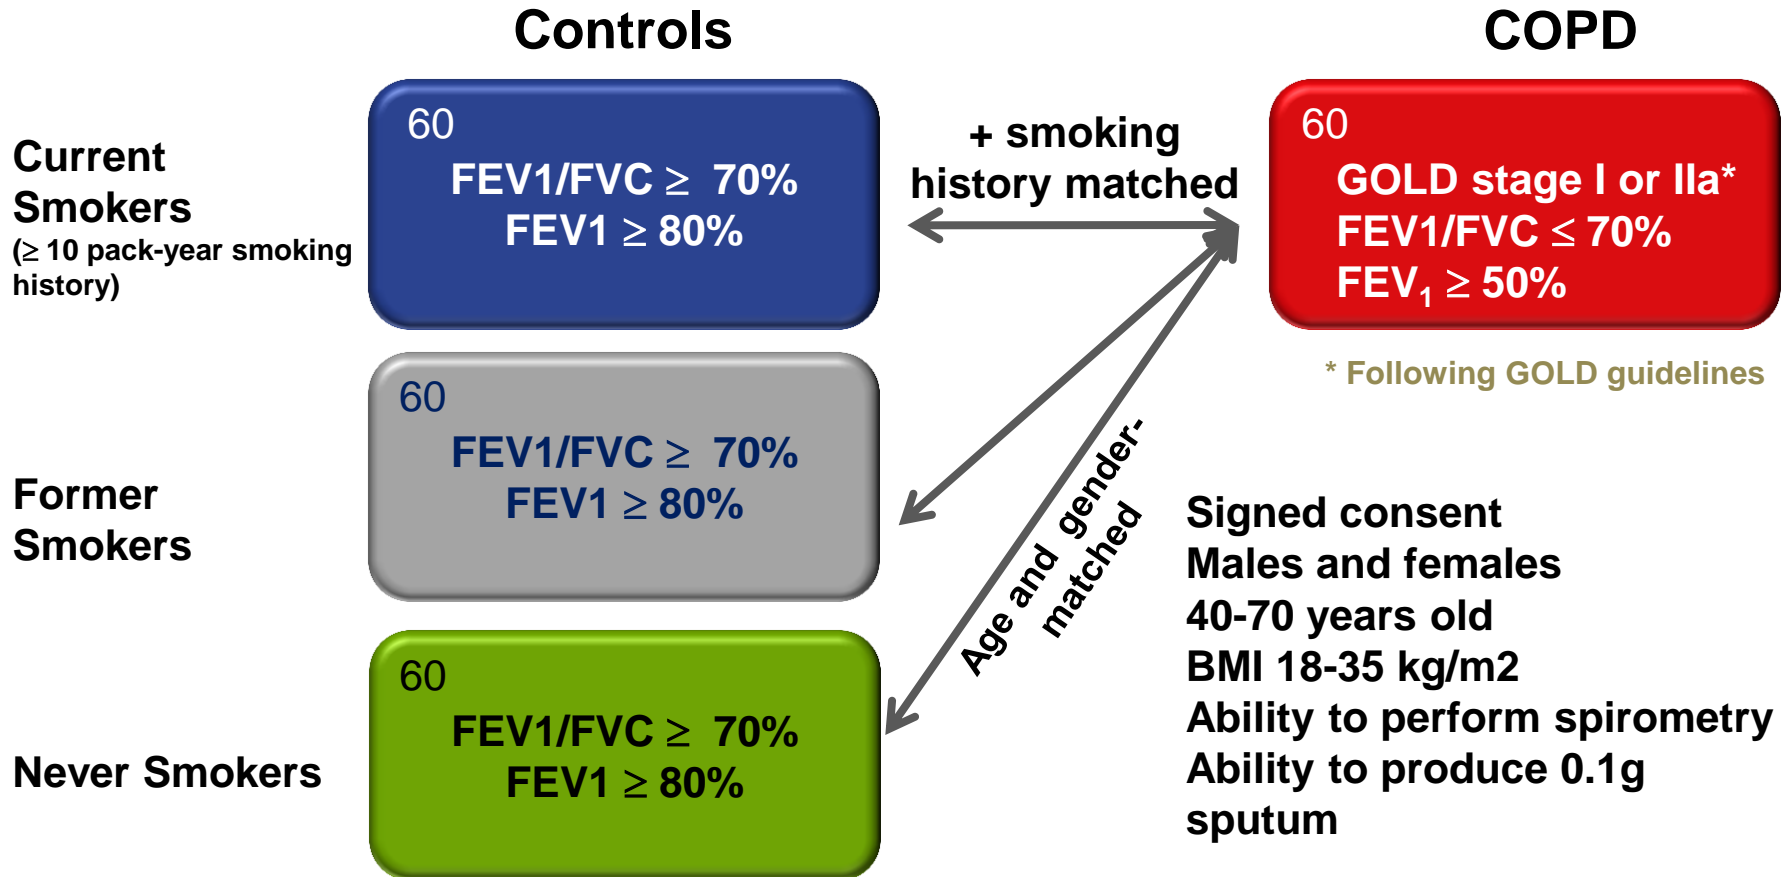 Controls
COPD
Current
Smokers
(≥ 10 pack-year smoking
history)
60
FEV1/FVC ≥ 70%
FEV1 ≥ 80%
+ smoking
history matched
60
GOLD stage I or IIa*
FEV1/FVC ≤ 70%
FEV₁ ≥ 50%
* Following GOLD guidelines
Former
Smokers
60
FEV1/FVC ≥ 70%
FEV1 ≥ 80%
Age and gender-
matched
Never Smokers
60
FEV1/FVC ≥ 70%
FEV1 ≥ 80%
Signed consent
Males and females
40-70 years old
BMI 18-35 kg/m2
Ability to perform spirometry
Ability to produce 0.1g
sputum